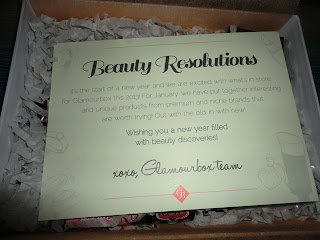 Beauty Resolutions
It's the start of a new year and we are excited with what's in store
for Glamourbox this 2013! For January, we have put together interesting
and unique products from premium and niche brands that
are worth trying! Out with the old, in with new!
Wishing you a new year filled
with beauty discoveries!
xoxo, Glamourbox team